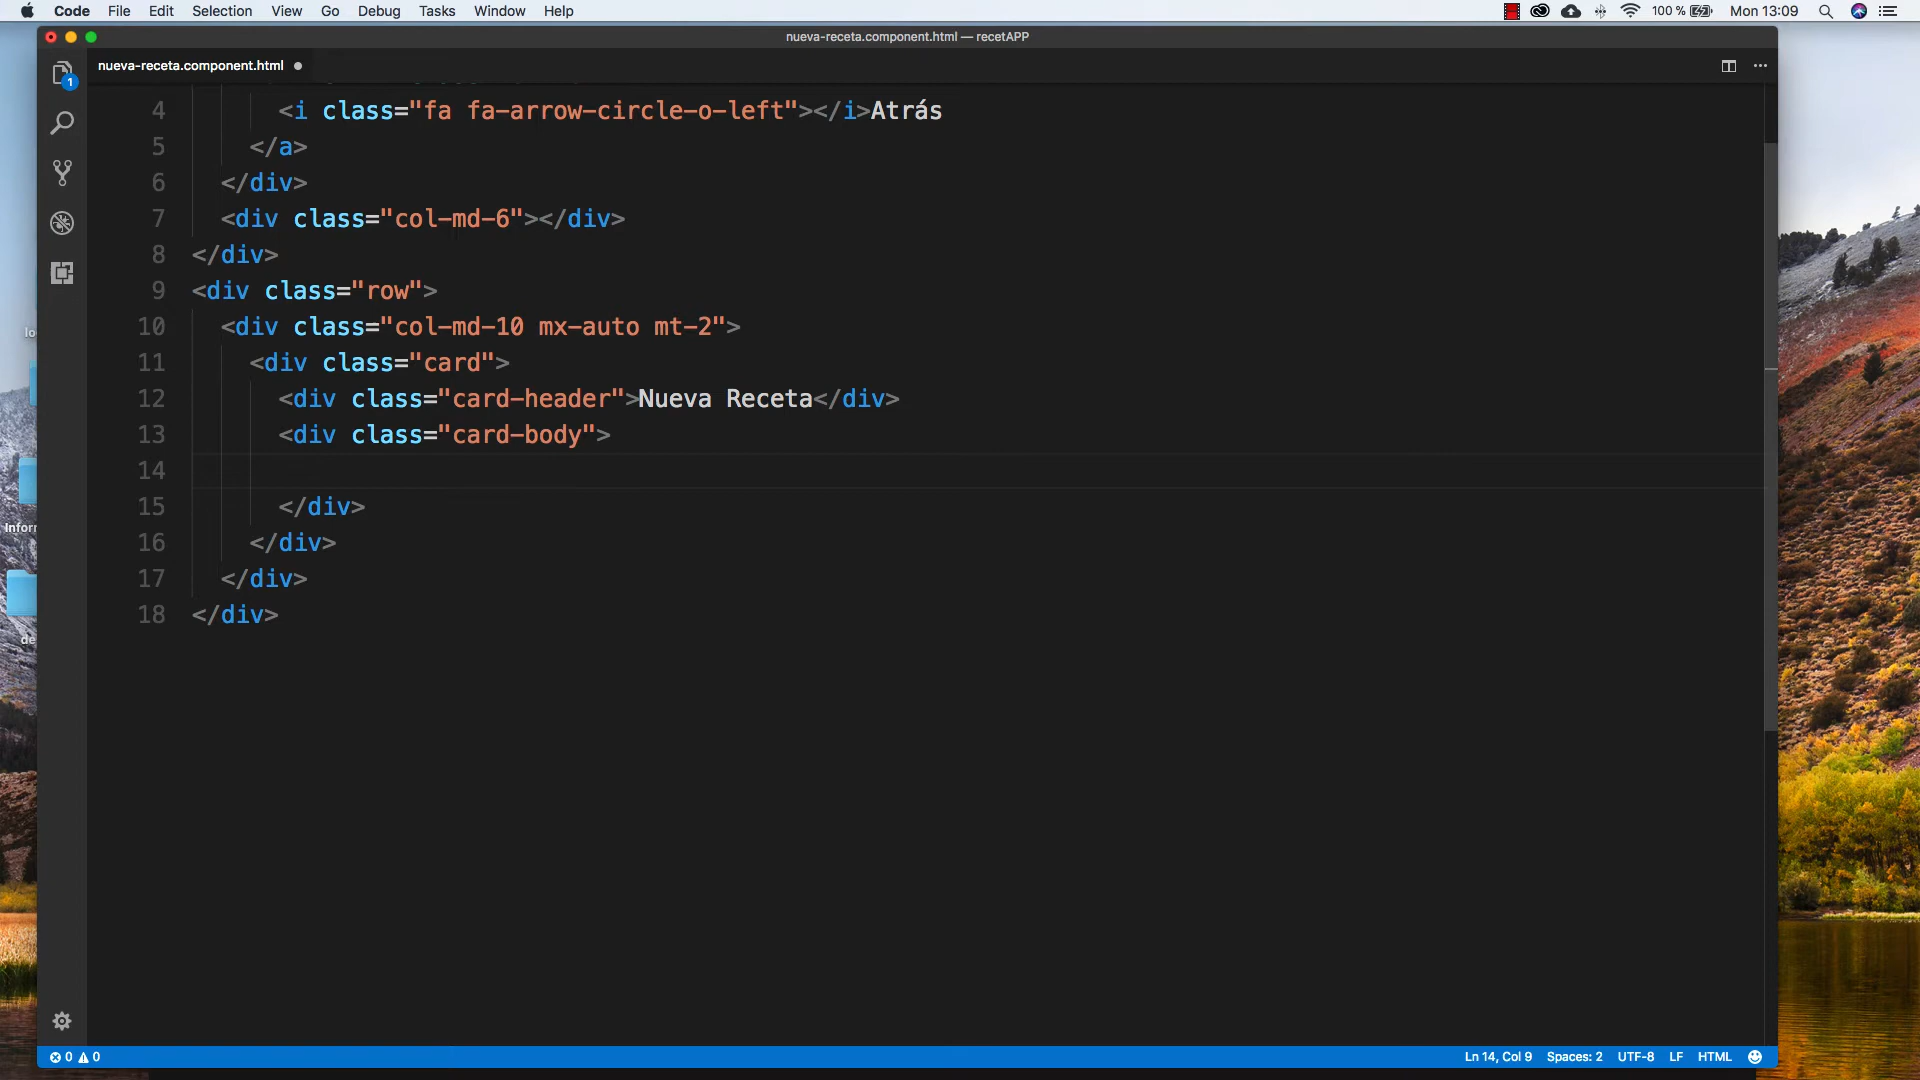 Code File Edit Selection View Go Debug Tasks Window Help 100 % Mon 13:09
nueva-receta.component.html — recetAPP
nueva-receta.component.html
1
4 <i class="fa fa-arrow-circle-o-left"></i>Atrás
5 </a>
6 </div>
7 <div class="col-md-6"></div>
8 </div>
9 <div class="row">
10 <div class="col-md-10 mx-auto mt-2">
11 <div class="card">
12 <div class="card-header">Nueva Receta</div>
13 <div class="card-body">
14
15 </div>
16 </div>
17 </div>
18 </div>
lo
Inforr
de
0 0 Ln 14, Col 9 Spaces: 2 UTF-8 LF HTML